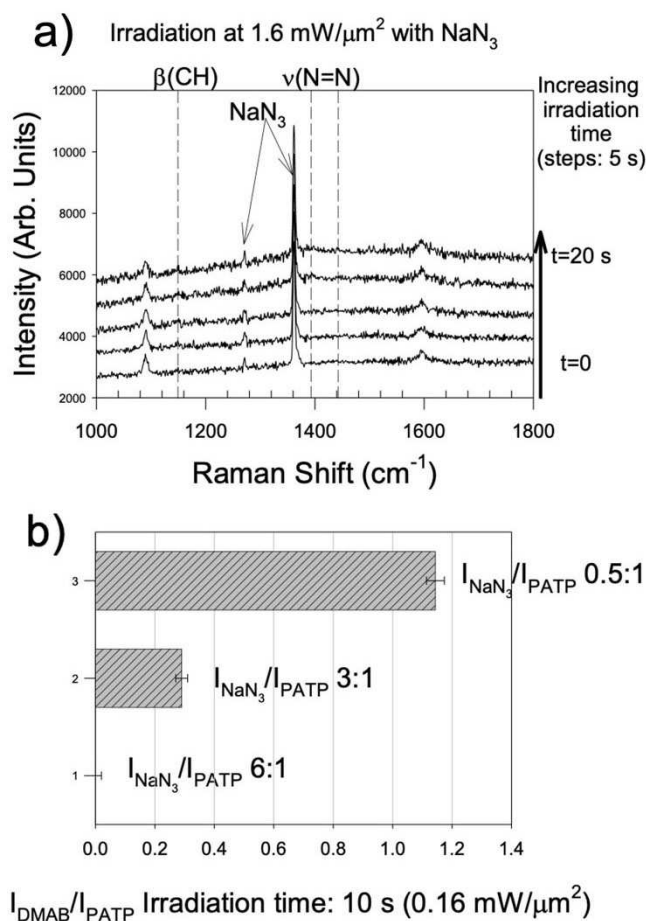 a) Irradiation at 1.6 mW/μm² with NaN₃
β(CH) ν(N=N)
NaN₃
Increasing
irradiation
time
(steps: 5 s)
12000
10000
8000
6000
4000
2000
Intensity (Arb. Units)
t=20 s
t=0
1000 1200 1400 1600 1800
Raman Shift (cm⁻¹)
b)
3
I_NaN₃/I_PATP 0.5:1
2
I_NaN₃/I_PATP 3:1
1
I_NaN₃/I_PATP 6:1
0.0 0.2 0.4 0.6 0.8 1.0 1.2 1.4
I_DMAB/I_PATP Irradiation time: 10 s (0.16 mW/μm²)